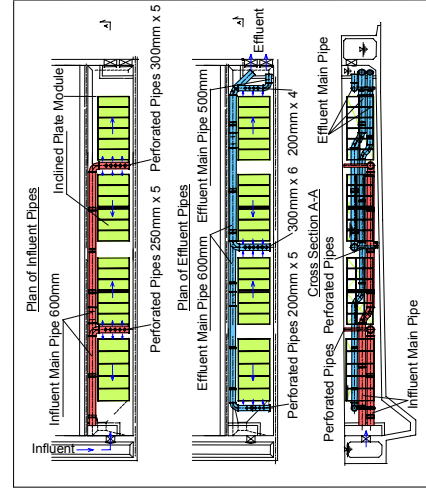 Plan of Influent Pipes
Influent Main Pipe 600mm
Inclined Plate Module
A
Influent
Perforated Pipes 250mm x 5
Perforated Pipes 300mm x 5
A
Plan of Effluent Pipes
Effluent Main Pipe 600mm
Effluent Main Pipe 500mm
A
Effluent
Perforated Pipes 200mm x 5
300mm x 6
200mm x 4
A
Cross Section A-A
Perforated Pipes
Perforated Pipes
Effluent Main Pipe
Inffluent Main Pipe